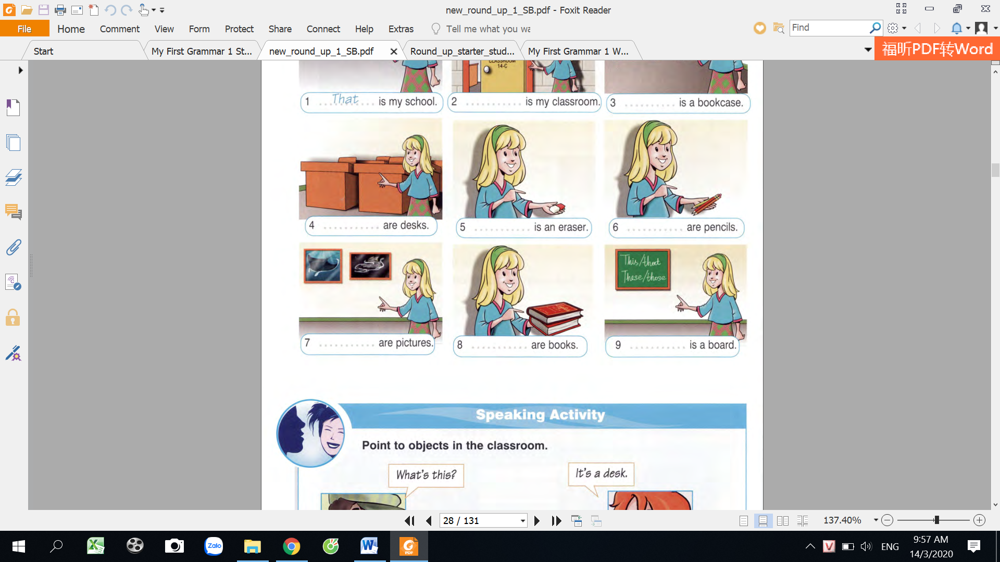 new_round_up_1_SB.pdf - Foxit Reader
File Home Comment View Form Protect Share Connect Help Extras Tell me what you wa Find
Start My First Grammar 1 St... new_round_up_1_SB.pdf Round_up_starter_stud... My First Grammar 1 W... 福昕PDF转Word
CLASSROOM
14-C
1 That is my school. 2 ........... is my classroom. 3 .......... is a bookcase.
4 ........... are desks. 5 ........... is an eraser. 6 ........... are pencils.
This/that
These/those
7 ........... are pictures. 8 ........... are books. 9 ........... is a board.
Speaking Activity
Point to objects in the classroom.
What's this? It's a desk.
28 / 131 137.40%
Zalo PDF ENG
9:57 AM
14/3/2020